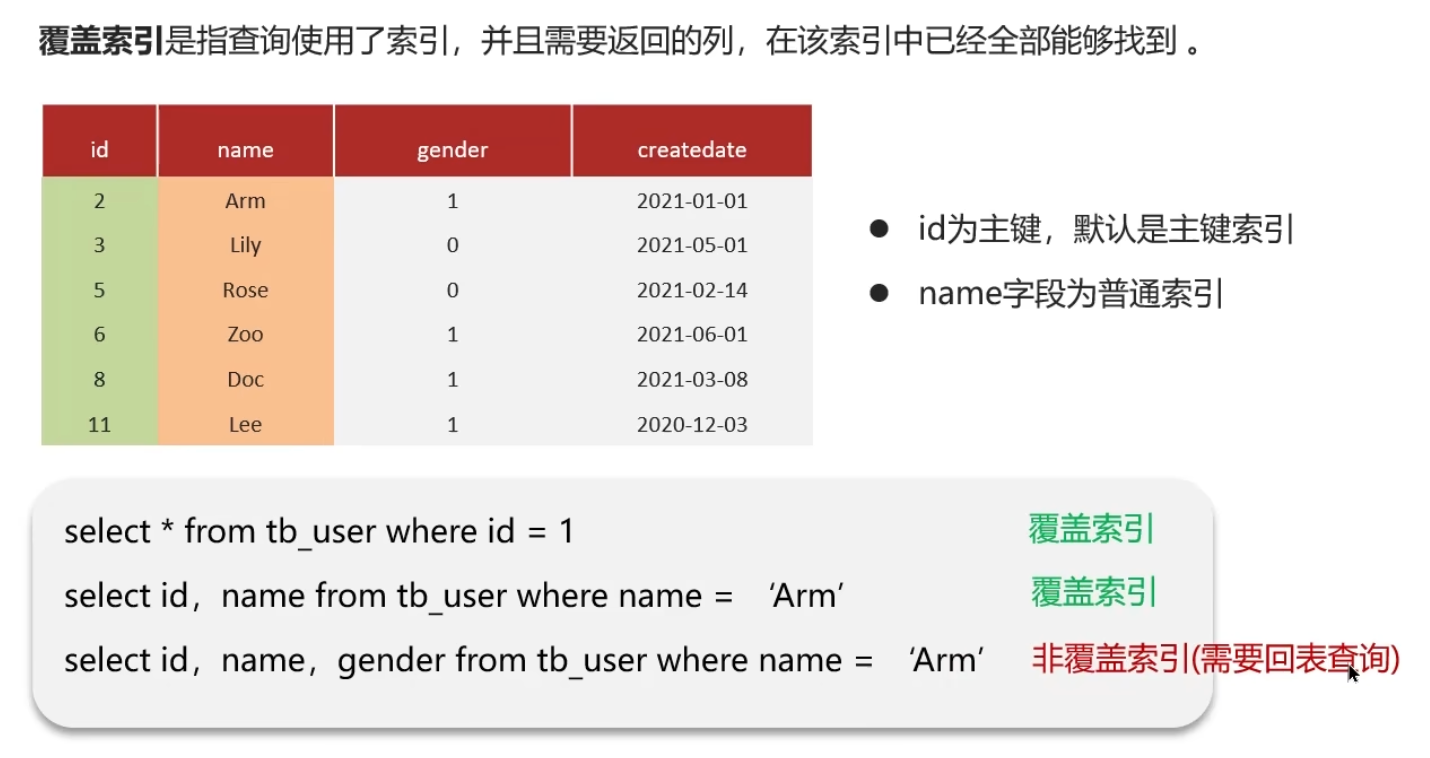 覆盖索引是指查询使用了索引，并且需要返回的列，在该索引中已经全部能够找到 。
id name gender createdate
2 Arm 1 2021-01-01
3 Lily 0 2021-05-01
5 Rose 0 2021-02-14
6 Zoo 1 2021-06-01
8 Doc 1 2021-03-08
11 Lee 1 2020-12-03
● id为主键，默认是主键索引
● name字段为普通索引
select * from tb_user where id = 1 覆盖索引
select id，name from tb_user where name = ‘Arm’ 覆盖索引
select id，name，gender from tb_user where name = ‘Arm’ 非覆盖索引(需要回表查询)